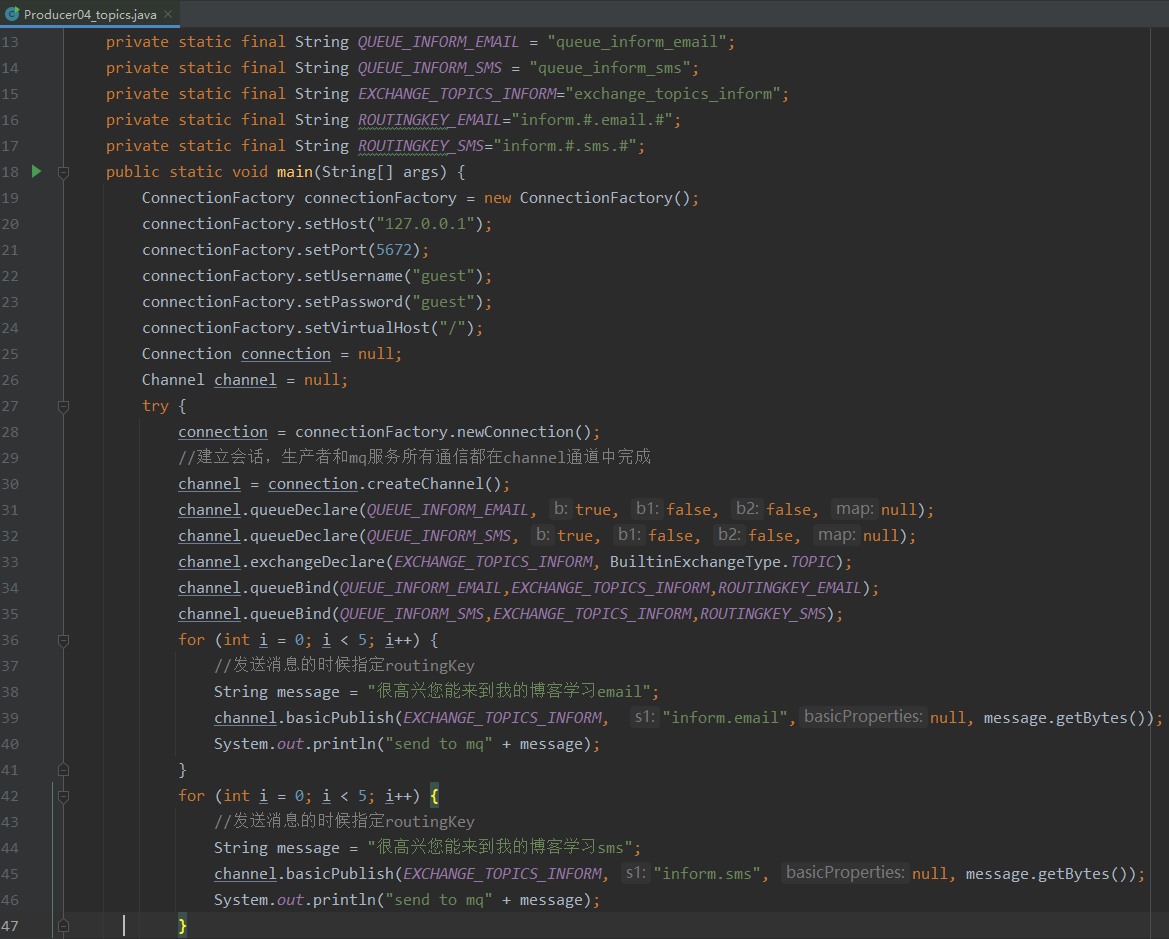 Producer04_topics.java ×
13 private static final String QUEUE_INFORM_EMAIL = "queue_inform_email";
14 private static final String QUEUE_INFORM_SMS = "queue_inform_sms";
15 private static final String EXCHANGE_TOPICS_INFORM="exchange_topics_inform";
16 private static final String ROUTINGKEY_EMAIL="inform.#.email.#";
17 private static final String ROUTINGKEY_SMS="inform.#.sms.#";
18 public static void main(String[] args) {
19 ConnectionFactory connectionFactory = new ConnectionFactory();
20 connectionFactory.setHost("127.0.0.1");
21 connectionFactory.setPort(5672);
22 connectionFactory.setUsername("guest");
23 connectionFactory.setPassword("guest");
24 connectionFactory.setVirtualHost("/");
25 Connection connection = null;
26 Channel channel = null;
27 try {
28 connection = connectionFactory.newConnection();
29 //建立会话，生产者和mq服务所有通信都在channel通道中完成
30 channel = connection.createChannel();
31 channel.queueDeclare(QUEUE_INFORM_EMAIL, b: true, b1: false, b2: false, map: null);
32 channel.queueDeclare(QUEUE_INFORM_SMS, b: true, b1: false, b2: false, map: null);
33 channel.exchangeDeclare(EXCHANGE_TOPICS_INFORM, BuiltinExchangeType.TOPIC);
34 channel.queueBind(QUEUE_INFORM_EMAIL,EXCHANGE_TOPICS_INFORM,ROUTINGKEY_EMAIL);
35 channel.queueBind(QUEUE_INFORM_SMS,EXCHANGE_TOPICS_INFORM,ROUTINGKEY_SMS);
36 for (int i = 0; i < 5; i++) {
37 //发送消息的时候指定routingKey
38 String message = "很高兴您能来到我的博客学习email";
39 channel.basicPublish(EXCHANGE_TOPICS_INFORM, s1: "inform.email", basicProperties: null, message.getBytes());
40 System.out.println("send to mq" + message);
41 }
42 for (int i = 0; i < 5; i++) {
43 //发送消息的时候指定routingKey
44 String message = "很高兴您能来到我的博客学习sms";
45 channel.basicPublish(EXCHANGE_TOPICS_INFORM, s1: "inform.sms", basicProperties: null, message.getBytes());
46 System.out.println("send to mq" + message);
47 }